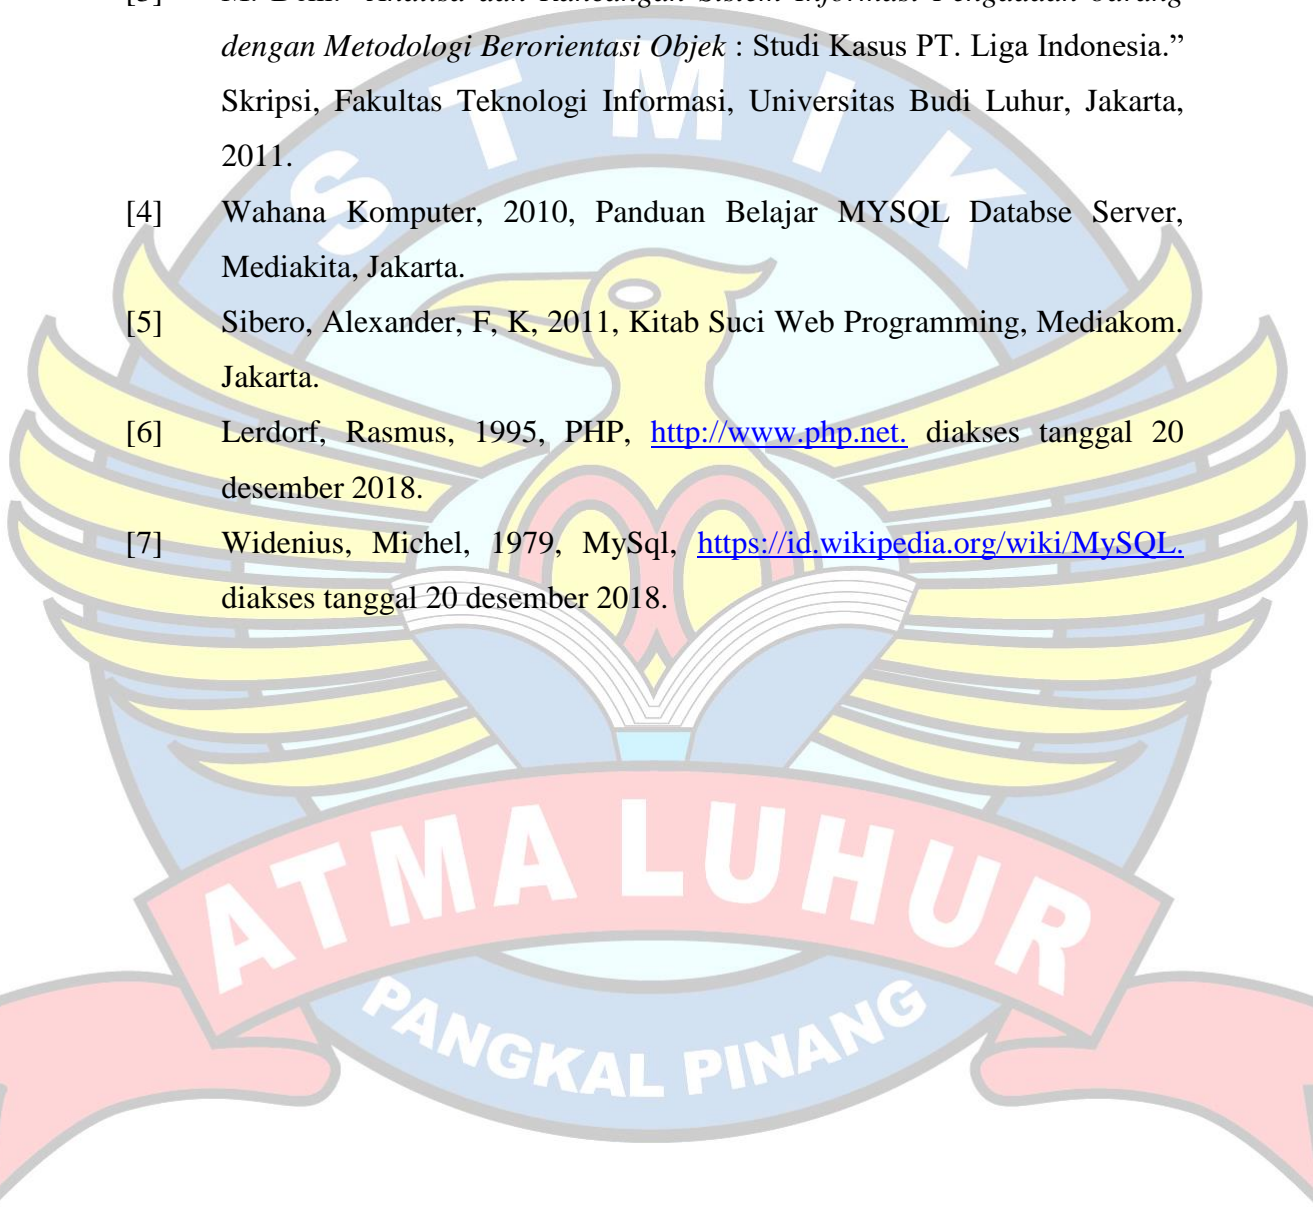 dengan Metodologi Berorientasi Objek : Studi Kasus PT. Liga Indonesia.”
Skripsi, Fakultas Teknologi Informasi, Universitas Budi Luhur, Jakarta,
2011.
[4] Wahana Komputer, 2010, Panduan Belajar MYSQL Databse Server,
Mediakita, Jakarta.
[5] Sibero, Alexander, F, K, 2011, Kitab Suci Web Programming, Mediakom.
Jakarta.
[6] Lerdorf, Rasmus, 1995, PHP, http://www.php.net. diakses tanggal 20
desember 2018.
[7] Widenius, Michel, 1979, MySql, https://id.wikipedia.org/wiki/MySQL.
diakses tanggal 20 desember 2018.
STMIK
ATMA LUHUR
PANGKAL PINANG